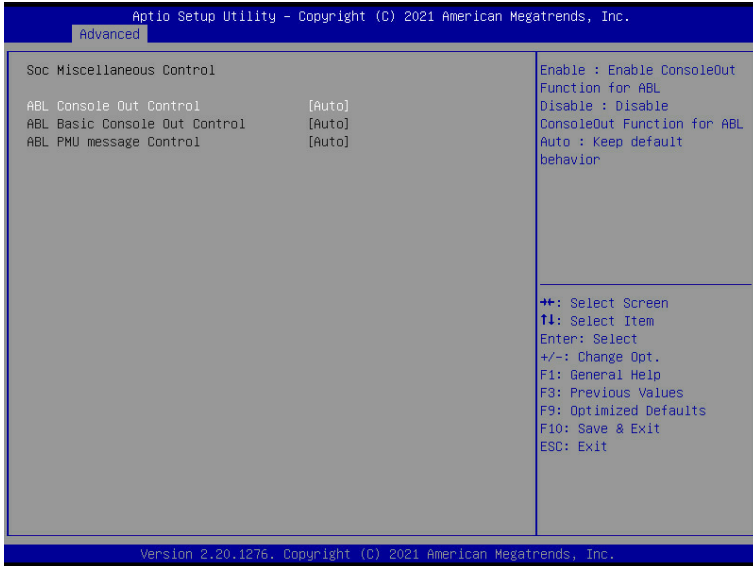 Aptio Setup Utility – Copyright (C) 2021 American Megatrends, Inc.
Advanced
Soc Miscellaneous Control
ABL Console Out Control [Auto]
ABL Basic Console Out Control [Auto]
ABL PMU message Control [Auto]
Enable : Enable ConsoleOut
Function for ABL
Disable : Disable
ConsoleOut Function for ABL
Auto : Keep default
behavior
→←: Select Screen
↑↓: Select Item
Enter: Select
+/-: Change Opt.
F1: General Help
F3: Previous Values
F9: Optimized Defaults
F10: Save & Exit
ESC: Exit
Version 2.20.1276. Copyright (C) 2021 American Megatrends, Inc.